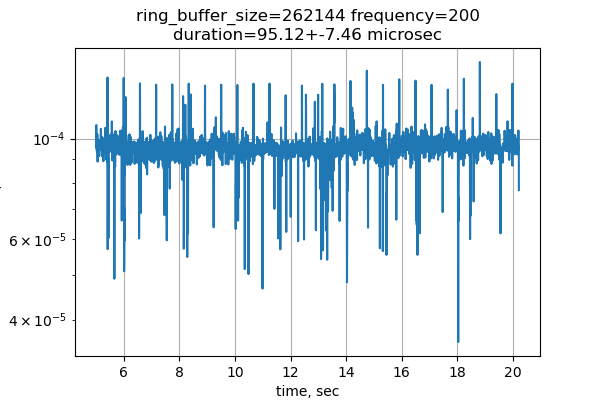 ring_buffer_size=262144 frequency=200
duration=95.12+-7.46 microsec
10⁻⁴
6 × 10⁻⁵
4 × 10⁻⁵
6 8 10 12 14 16 18 20
time, sec